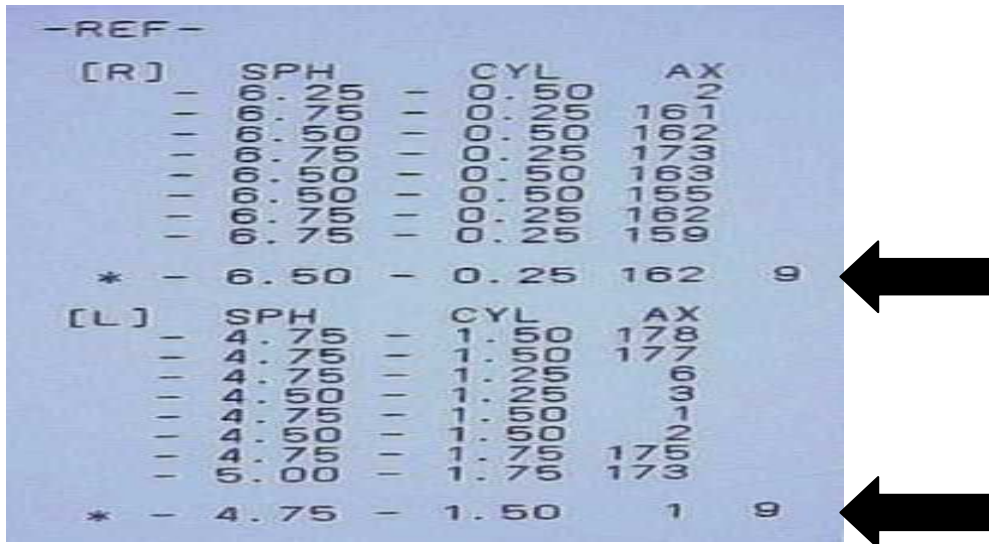 -REF-
[R] SPH CYL AX
- 6.25 - 0.50 2
- 6.75 - 0.25 161
- 6.50 - 0.50 162
- 6.75 - 0.25 173
- 6.50 - 0.50 163
- 6.50 - 0.50 155
- 6.75 - 0.25 162
- 6.75 - 0.25 159
* - 6.50 - 0.25 162 9
[L] SPH CYL AX
- 4.75 - 1.50 178
- 4.75 - 1.50 177
- 4.75 - 1.25 6
- 4.50 - 1.25 3
- 4.75 - 1.50 1
- 4.50 - 1.50 2
- 4.75 - 1.75 175
- 5.00 - 1.75 173
* - 4.75 - 1.50 1 9